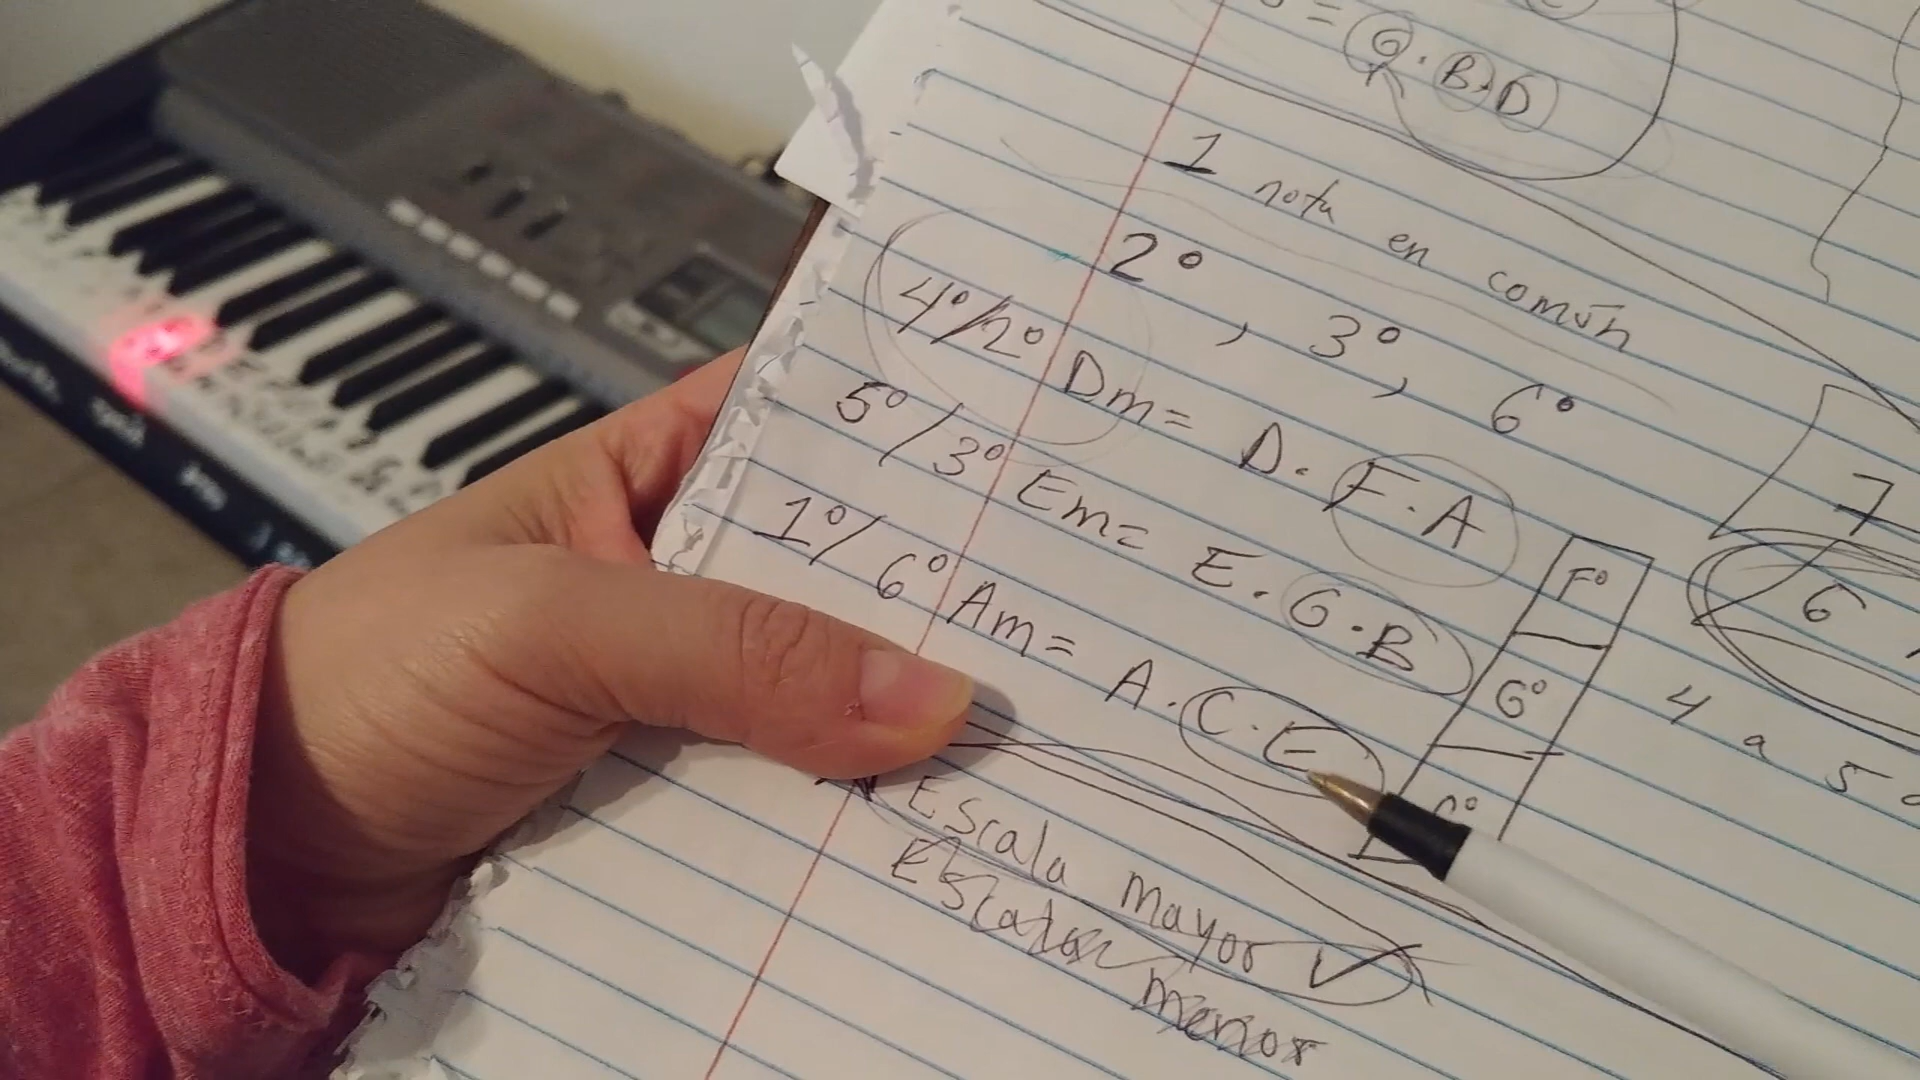 = G. B. D
1 nota en común
2°, 3°, 6°
4°/2° Dm = D. F. A
5°/3° Em = E. G. B
1°/6° Am = A. C. E
Escala mayor ✓
menor
F°
G°
7
6
4 a 5